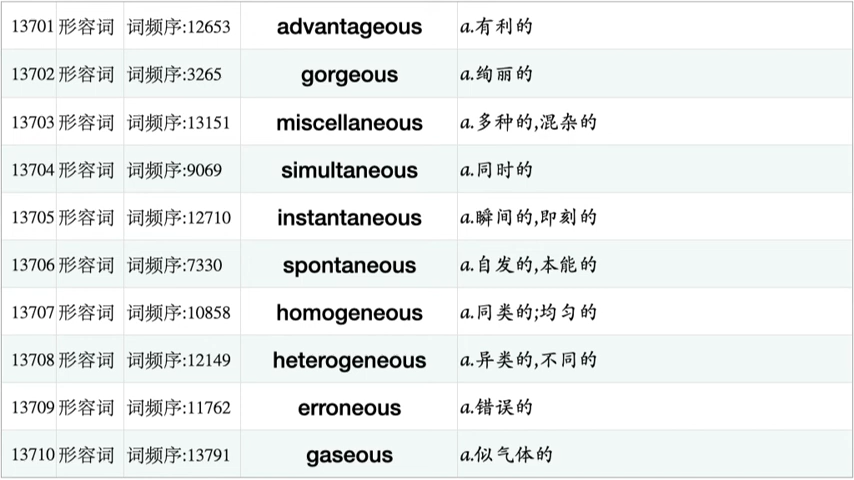 13701 形容词 词频序:12653 advantageous a.有利的
13702 形容词 词频序:3265 gorgeous a.绚丽的
13703 形容词 词频序:13151 miscellaneous a.多种的,混杂的
13704 形容词 词频序:9069 simultaneous a.同时的
13705 形容词 词频序:12710 instantaneous a.瞬间的,即刻的
13706 形容词 词频序:7330 spontaneous a.自发的,本能的
13707 形容词 词频序:10858 homogeneous a.同类的;均匀的
13708 形容词 词频序:12149 heterogeneous a.异类的,不同的
13709 形容词 词频序:11762 erroneous a.错误的
13710 形容词 词频序:13791 gaseous a.似气体的